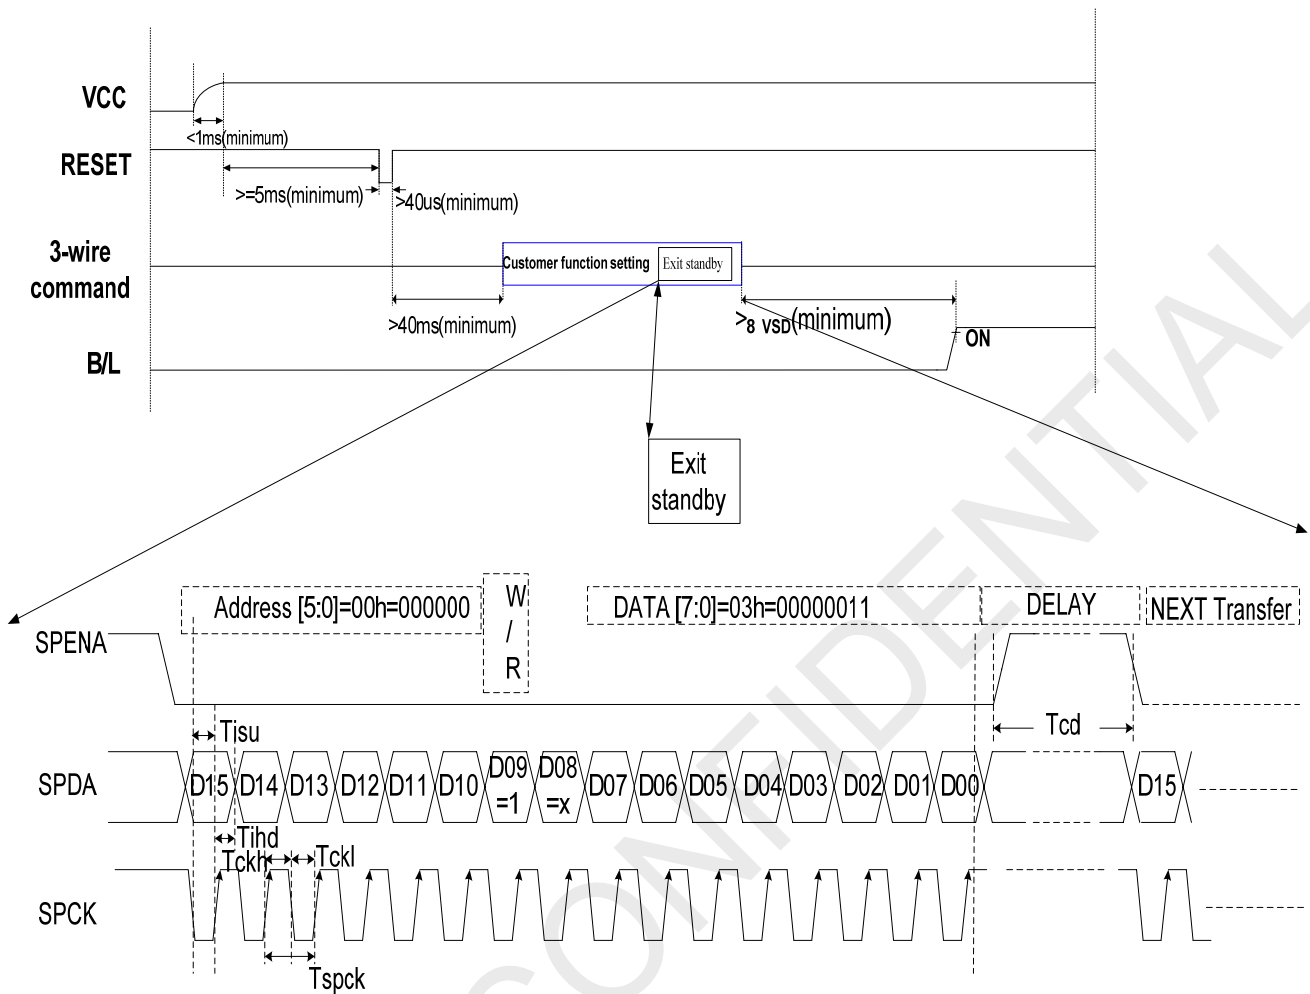 VCC
<1ms(minimum)
RESET
>=5ms(minimum)
>40us(minimum)
3-wire
command
Customer function setting
Exit standby
>40ms(minimum)
>8 VSD(minimum)
ON
B/L
Exit
standby
Address [5:0]=00h=000000
W
/
R
DATA [7:0]=03h=00000011
DELAY
NEXT Transfer
SPENA
Tisu
Tcd
SPDA
D15
D14
D13
D12
D11
D10
D09
=1
D08
=x
D07
D06
D05
D04
D03
D02
D01
D00
D15
Tihd
Tckh
Tckl
SPCK
Tspck
CONFIDENTIAL